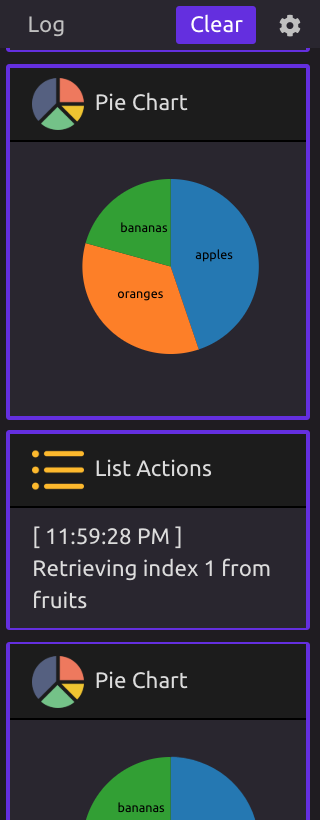 Log
Clear
Pie Chart
bananas
apples
oranges
List Actions
[ 11:59:28 PM ]
Retrieving index 1 from
fruits
Pie Chart
bananas